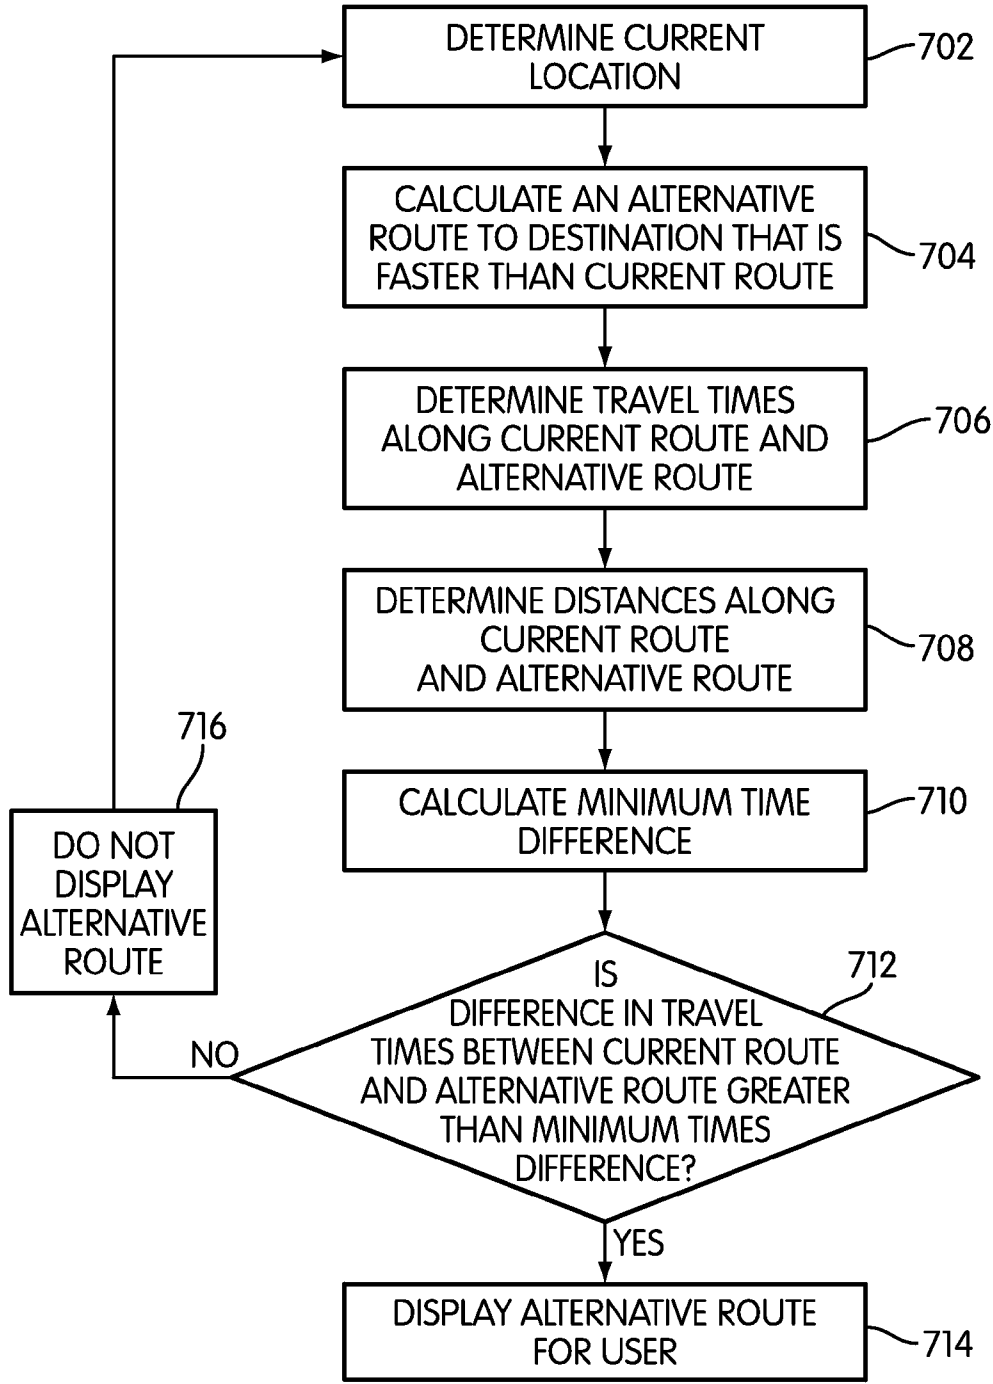 DETERMINE CURRENT
LOCATION
702
CALCULATE AN ALTERNATIVE
ROUTE TO DESTINATION THAT IS
FASTER THAN CURRENT ROUTE
704
DETERMINE TRAVEL TIMES
ALONG CURRENT ROUTE AND
ALTERNATIVE ROUTE
706
DETERMINE DISTANCES ALONG
CURRENT ROUTE
AND ALTERNATIVE ROUTE
708
CALCULATE MINIMUM TIME
DIFFERENCE
710
IS
DIFFERENCE IN TRAVEL
TIMES BETWEEN CURRENT ROUTE
AND ALTERNATIVE ROUTE GREATER
THAN MINIMUM TIMES
DIFFERENCE?
712
NO
716
DO NOT
DISPLAY
ALTERNATIVE
ROUTE
YES
DISPLAY ALTERNATIVE ROUTE
FOR USER
714